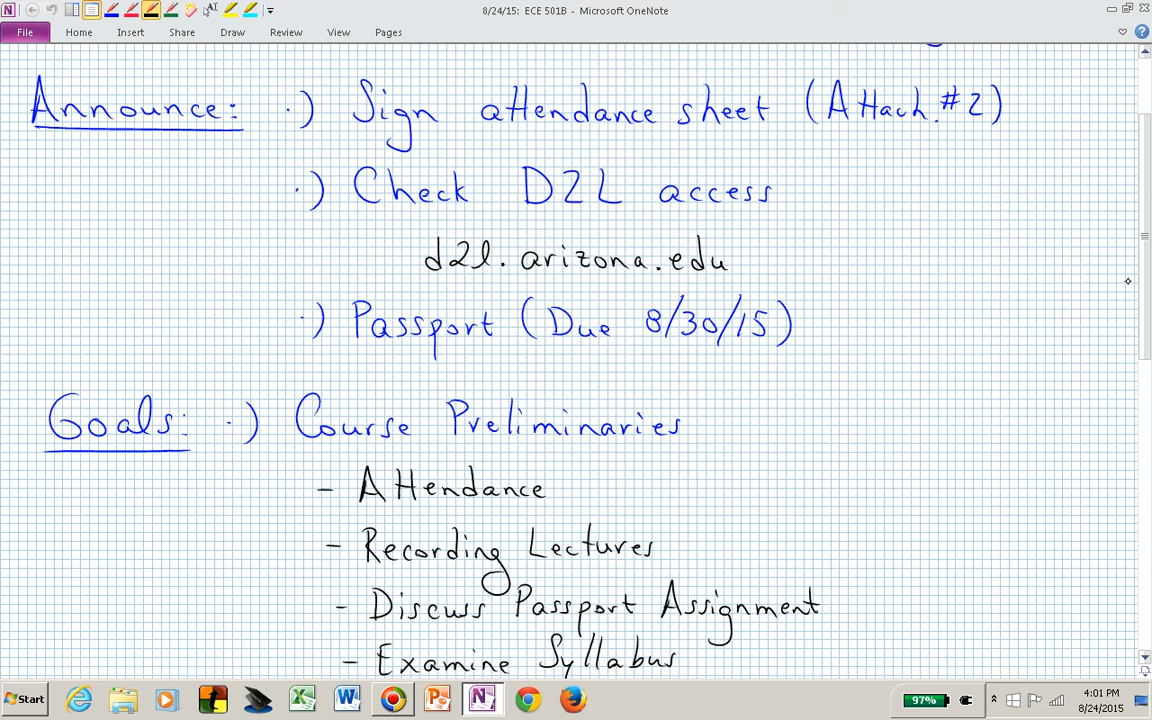 8/24/15: ECE 501B - Microsoft OneNote
File Home Insert Share Draw Review View Pages
Announce: ·) Sign attendance sheet (Attach. #2)
·) Check D2L access
d2l.arizona.edu
·) Passport (Due 8/30/15)
Goals: ·) Course Preliminaries
- Attendance
- Recording Lectures
- Discuss Passport Assignment
- Examine Syllabus
Start 97% 4:01 PM
8/24/2015